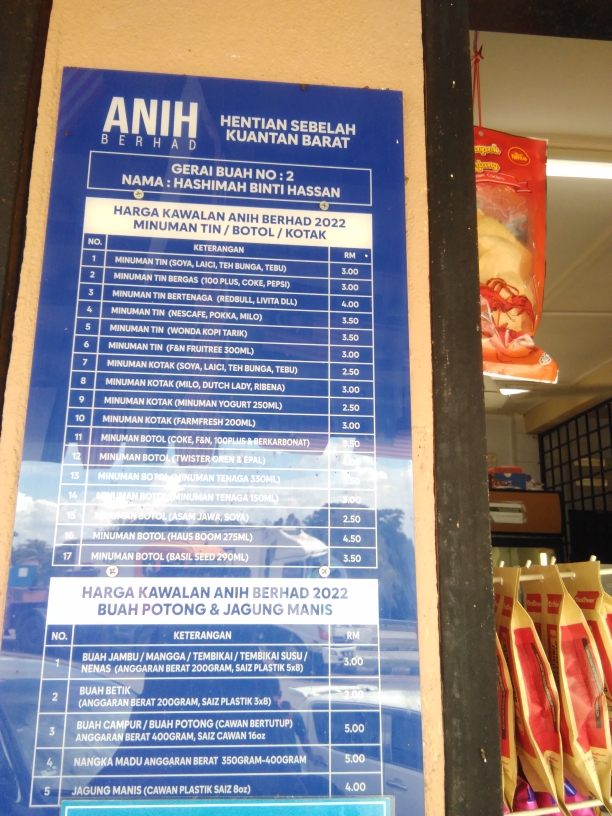 ANIH
BERHAD
HENTIAN SEBELAH
KUANTAN BARAT
GERAI BUAH NO : 2
NAMA : HASHIMAH BINTI HASSAN
HARGA KAWALAN ANIH BERHAD 2022
MINUMAN TIN / BOTOL / KOTAK
NO. KETERANGAN RM
1 MINUMAN TIN (SOYA, LAICI, TEH BUNGA, TEBU) 3.00
2 MINUMAN TIN BERGAS (100 PLUS, COKE, PEPSI) 3.00
3 MINUMAN TIN BERTENAGA (REDBULL, LIVITA DLL) 4.00
4 MINUMAN TIN (NESCAFE, POKKA, MILO) 3.50
5 MINUMAN TIN (WONDA KOPI TARIK) 3.50
6 MINUMAN TIN (F&N FRUITREE 300ML) 3.00
7 MINUMAN KOTAK (SOYA, LAICI, TEH BUNGA, TEBU) 2.50
8 MINUMAN KOTAK (MILO, DUTCH LADY, RIBENA) 3.00
9 MINUMAN KOTAK (MINUMAN YOGURT 250ML) 2.50
10 MINUMAN KOTAK (FARMFRESH 200ML) 3.00
11 MINUMAN BOTOL (COKE, F&N, 100PLUS & BERKARBONAT)
12 MINUMAN BOTOL (TWISTER OREN & EPAL)
13 MINUMAN BOTOL (MINUMAN TENAGA 330ML)
14 MINUMAN BOTOL (MINUMAN TENAGA 150ML)
15 MINUMAN BOTOL (ASAM JAWA, SOYA) 2.50
16 MINUMAN BOTOL (HAUS BOOM 275ML) 4.50
17 MINUMAN BOTOL (BASIL SEED 290ML) 3.50
HARGA KAWALAN ANIH BERHAD 2022
BUAH POTONG & JAGUNG MANIS
NO. KETERANGAN RM
1 BUAH JAMBU / MANGGA / TEMBIKAI / TEMBIKAI SUSU / 3.00
NENAS (ANGGARAN BERAT 200GRAM, SAIZ PLASTIK 5x8)
2 BUAH BETIK
(ANGGARAN BERAT 200GRAM, SAIZ PLASTIK 3x8)
3 BUAH CAMPUR / BUAH POTONG (CAWAN BERTUTUP) 5.00
ANGGARAN BERAT 400GRAM, SAIZ CAWAN 16oz
4 NANGKA MADU ANGGARAN BERAT 350GRAM-400GRAM 5.00
5 JAGUNG MANIS (CAWAN PLASTIK SAIZ 8oz) 4.00